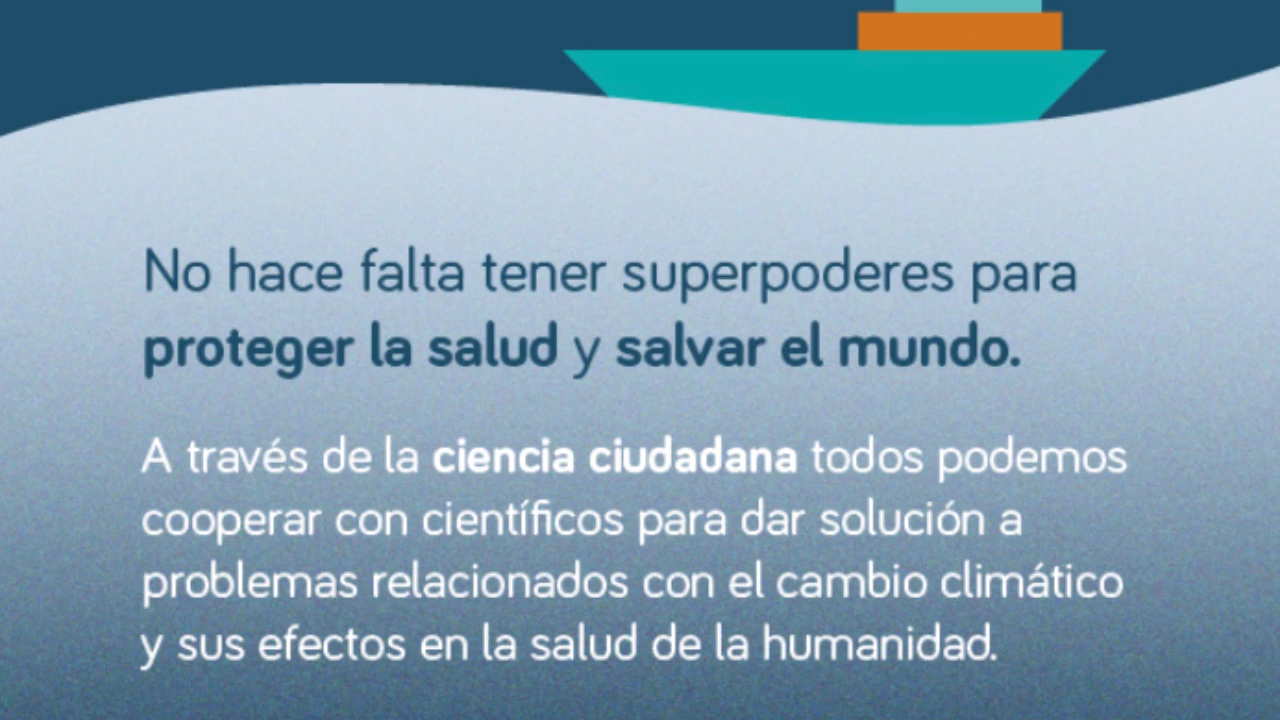 No hace falta tener superpoderes para
proteger la salud y salvar el mundo.
A través de la ciencia ciudadana todos podemos
cooperar con científicos para dar solución a
problemas relacionados con el cambio climático
y sus efectos en la salud de la humanidad.